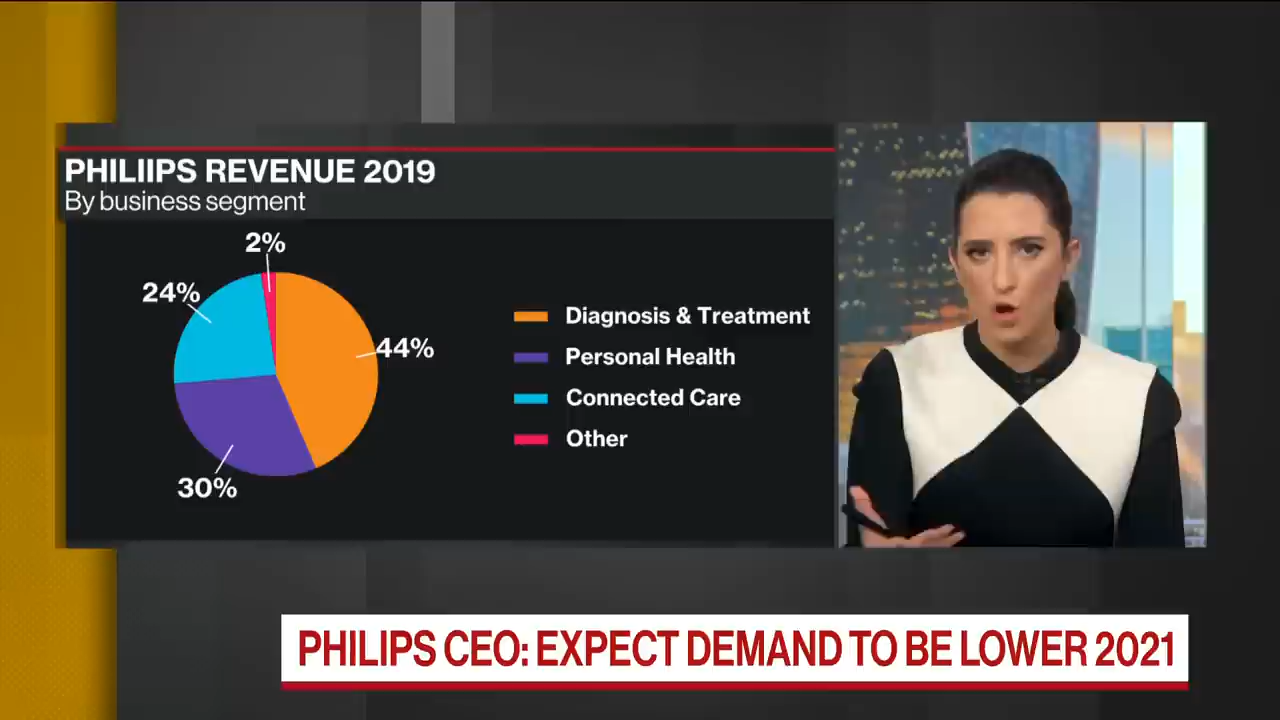 PHILIIPS REVENUE 2019
By business segment
2%
24%
44%
30%
Diagnosis & Treatment
Personal Health
Connected Care
Other
PHILIPS CEO: EXPECT DEMAND TO BE LOWER 2021